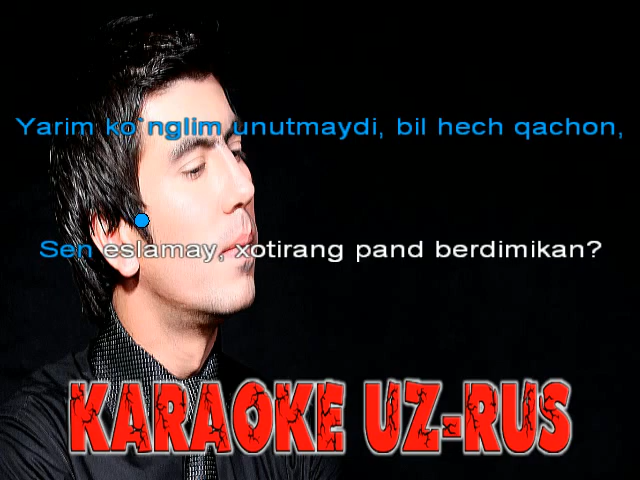 Yarim ko`nglim unutmaydi, bil hech qachon,
Sen eslamay, xotirang pand berdimikan?
KARAOKE UZ-RUS